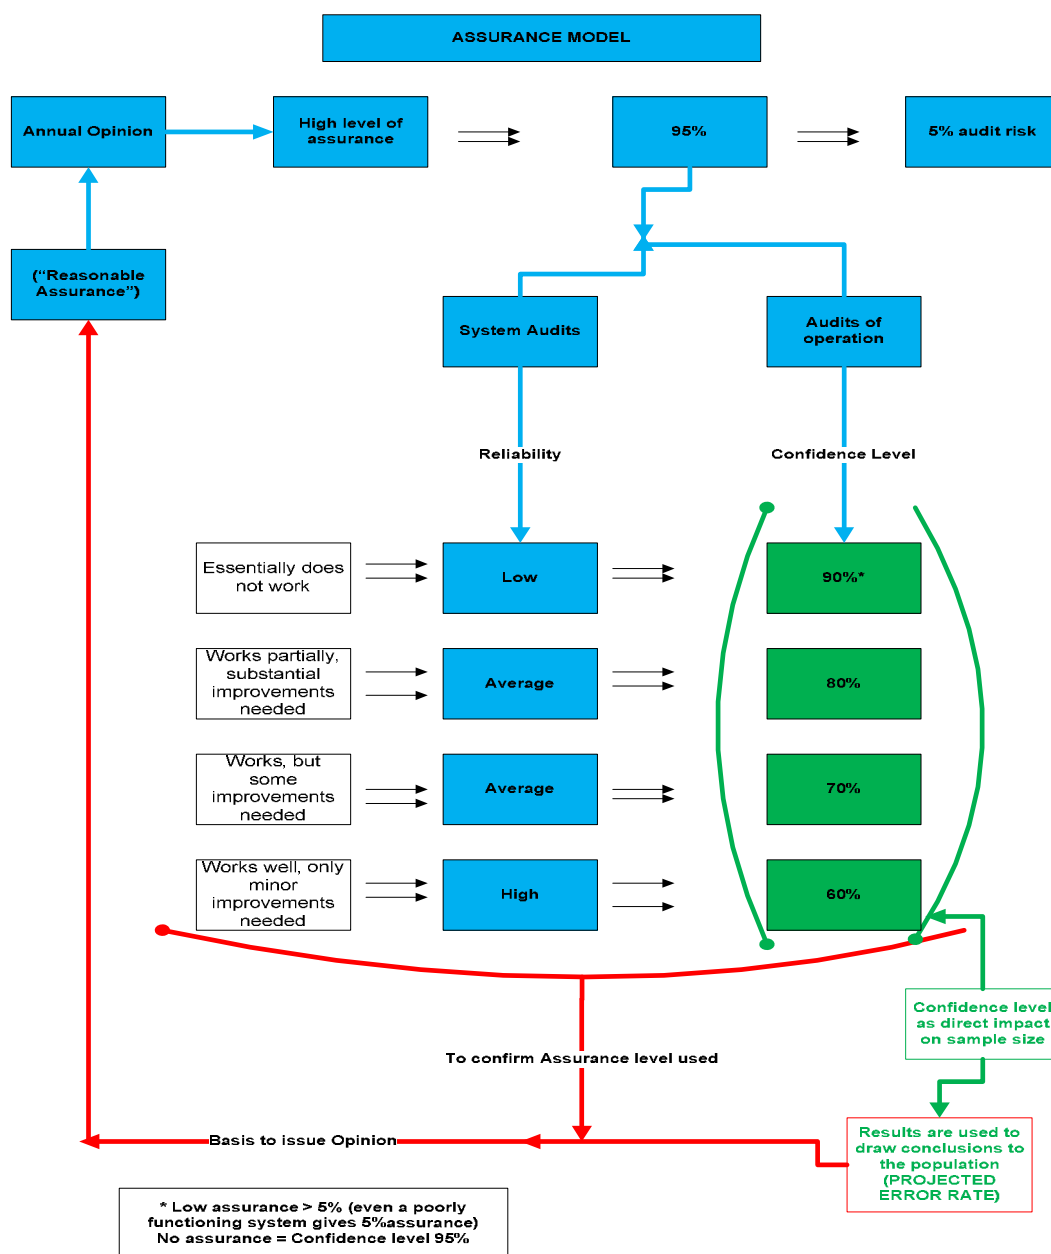 ASSURANCE MODEL
Annual Opinion
High level of
assurance
95%
5% audit risk
(“Reasonable
Assurance”)
System Audits
Audits of
operation
Reliability
Confidence Level
Essentially does
not work
Low
90%*
Works partially,
substantial
improvements
needed
Average
80%
Works, but
some
improvements
needed
Average
70%
Works well, only
minor
improvements
needed
High
60%
Confidence level
as direct impact
on sample size
To confirm Assurance level used
Basis to issue Opinion
Results are used to
draw conclusions to
the population
(PROJECTED
ERROR RATE)
* Low assurance > 5% (even a poorly
functioning system gives 5%assurance)
No assurance = Confidence level 95%